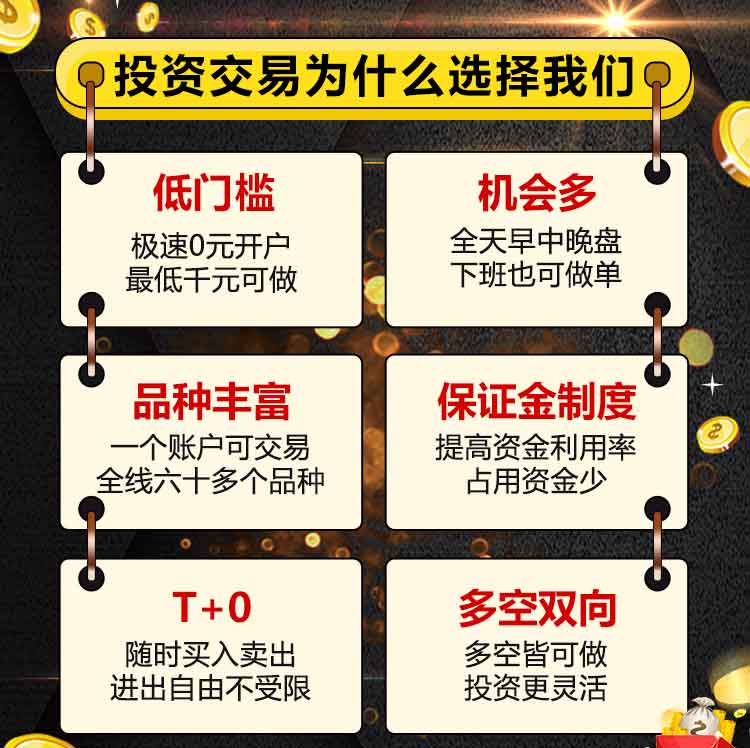 投资交易为什么选择我们
低门槛
极速0元开户
最低千元可做
机会多
全天早中晚盘
下班也可做单
品种丰富
一个账户可交易
全线六十多个品种
保证金制度
提高资金利用率
占用资金少
T+0
随时买入卖出
进出自由不受限
多空双向
多空皆可做
投资更灵活